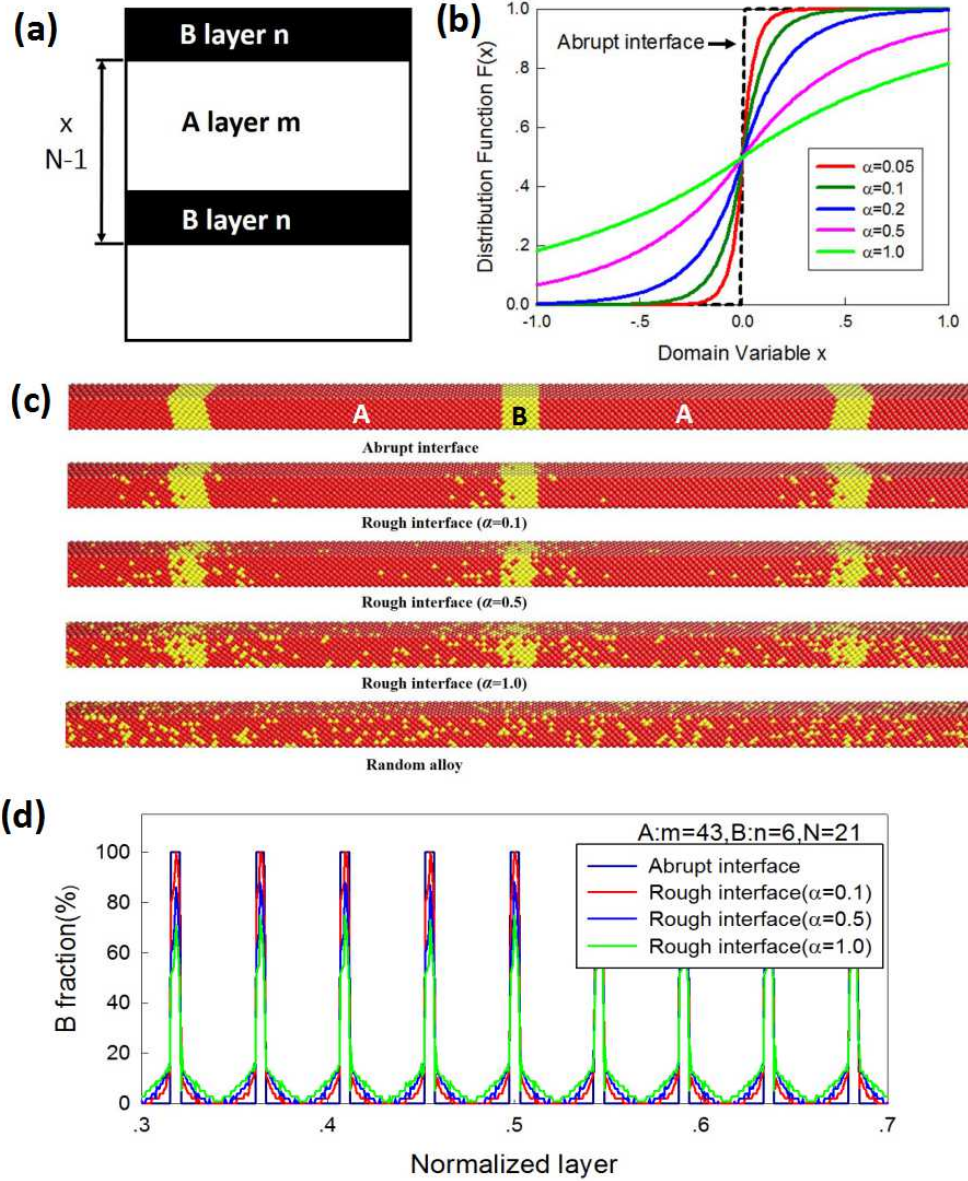 (a)
B layer n
x
N-1
A layer m
B layer n
(b)
Distribution Function F(x)
1.0
.8
.6
.4
.2
0.0
Abrupt interface
α=0.05
α=0.1
α=0.2
α=0.5
α=1.0
-1.0
-.5
0.0
.5
1.0
Domain Variable x
(c)
A
B
A
Abrupt interface
Rough interface (α=0.1)
Rough interface (α=0.5)
Rough interface (α=1.0)
Random alloy
(d)
A:m=43,B:n=6,N=21
B fraction(%)
100
80
60
40
20
0
Abrupt interface
Rough interface(α=0.1)
Rough interface(α=0.5)
Rough interface(α=1.0)
.3
.4
.5
.6
.7
Normalized layer